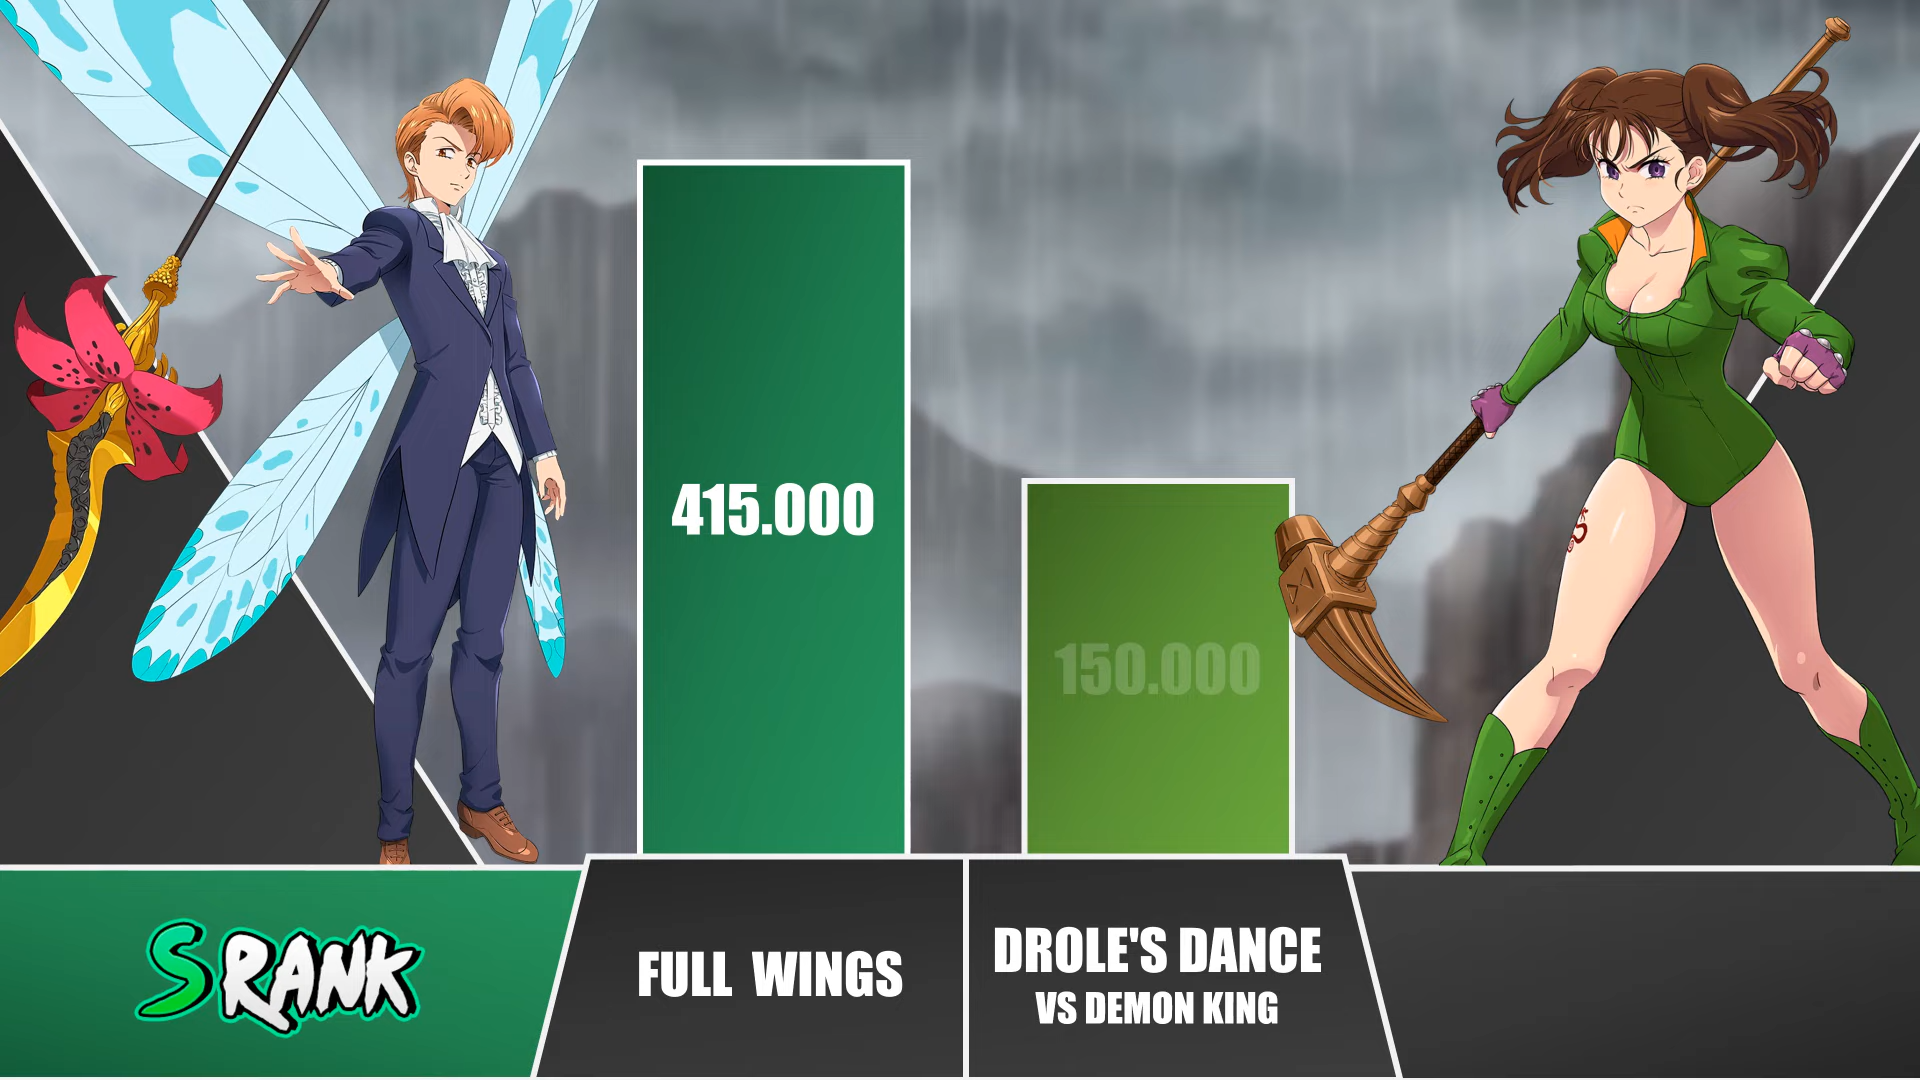 415.000
150.000
S RANK
FULL WINGS
DROLE'S DANCE
VS DEMON KING